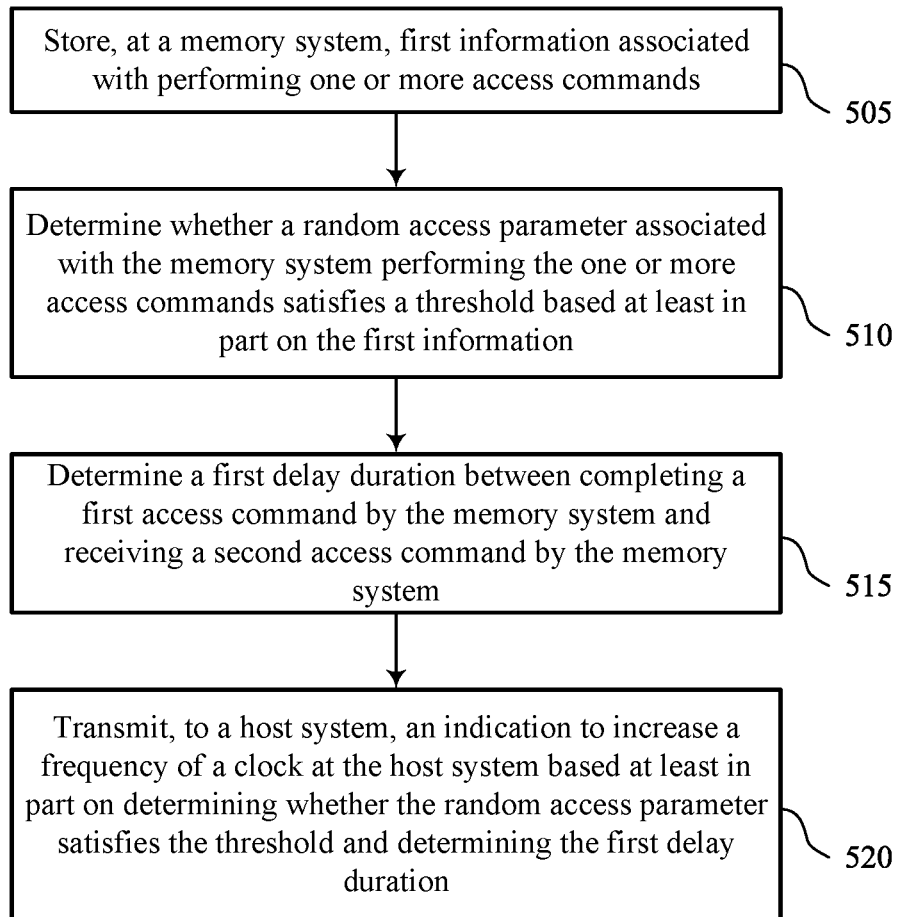 Store, at a memory system, first information associated
with performing one or more access commands
505
Determine whether a random access parameter associated
with the memory system performing the one or more
access commands satisfies a threshold based at least in
part on the first information
510
Determine a first delay duration between completing a
first access command by the memory system and
receiving a second access command by the memory
system
515
Transmit, to a host system, an indication to increase a
frequency of a clock at the host system based at least in
part on determining whether the random access parameter
satisfies the threshold and determining the first delay
duration
520